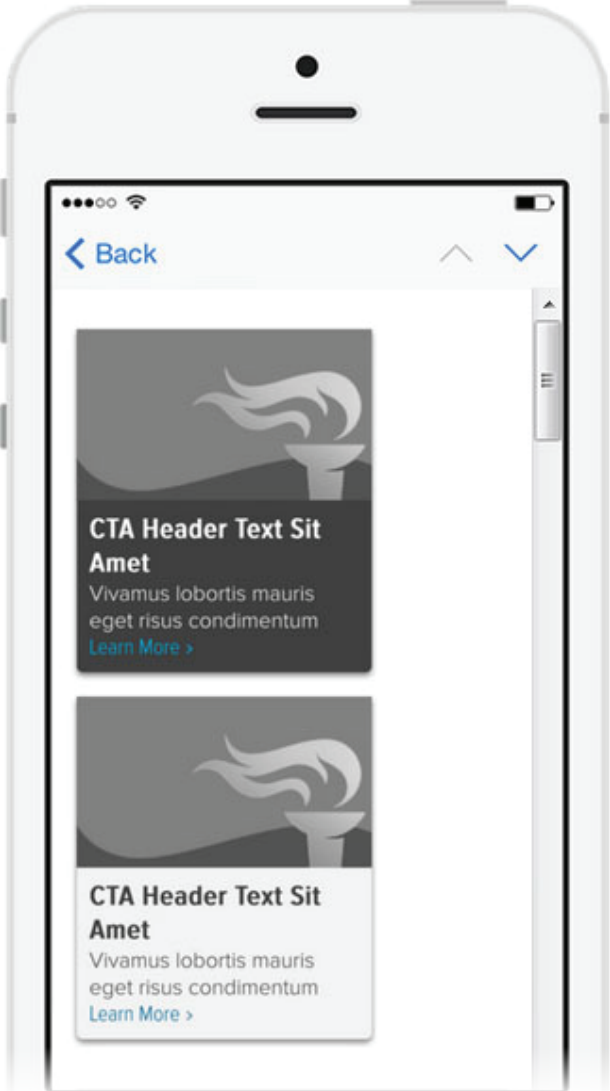 Back
CTA Header Text Sit
Amet
Vivamus lobortis mauris
eget risus condimentum
Learn More ›
CTA Header Text Sit
Amet
Vivamus lobortis mauris
eget risus condimentum
Learn More ›